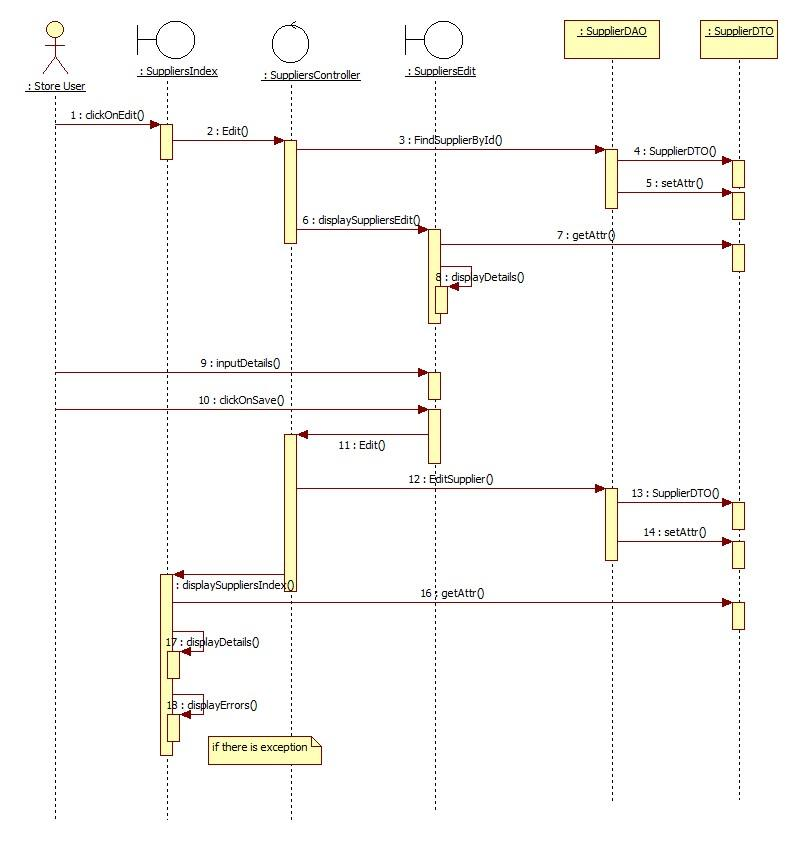 : SupplierDAO
: SupplierDTO
: Store User
: SuppliersIndex
: SuppliersController
: SuppliersEdit
1 : clickOnEdit()
2 : Edit()
3 : FindSupplierById()
4 : SupplierDTO()
5 : setAttr()
6 : displaySuppliersEdit()
7 : getAttr()
8 : displayDetails()
9 : inputDetails()
10 : clickOnSave()
11 : Edit()
12 : EditSupplier()
13 : SupplierDTO()
14 : setAttr()
: displaySuppliersIndex()
16 : getAttr()
17 : displayDetails()
18 : displayErrors()
if there is exception